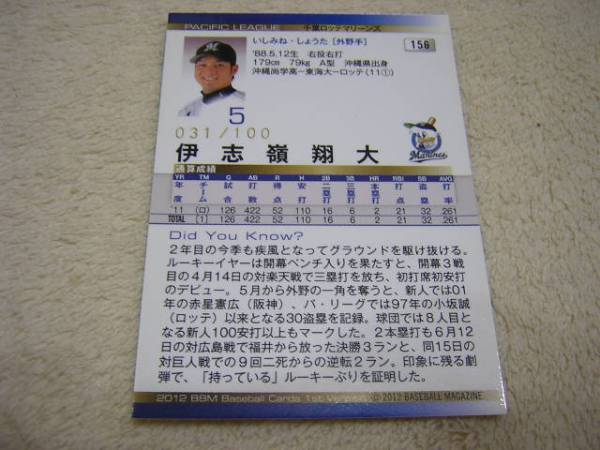 PACIFIC LEAGUE 千葉ロッテマリーンズ
いしみね・しょうた [外野手] 156
'88.5.12生 右投右打
179cm 79kg A型 沖縄県出身
沖縄尚学高－東海大－ロッテ(11①)
5
031/100
伊志嶺翔大
Marines
通算成績
YR TM G AB R H 2B 3B HR RBI SB AVG
年度 チーム 試合 打数 得点 安打 二塁打 三塁打 本塁打 打点 盗塁 打率
'11 (ロ) 126 422 52 110 16 6 2 21 32 .261
TOTAL [1] 126 422 52 110 16 6 2 21 32 .261
Did You Know?
2年目の今季も疾風となってグラウンドを駆け抜ける。
ルーキーイヤーは開幕ベンチ入りを果たすと、開幕3戦
目の4月14日の対楽天戦で三塁打を放ち、初打席初安打
のデビュー。5月から外野の一角を奪うと、新人では01
年の赤星憲広(阪神)、パ・リーグでは97年の小坂誠
(ロッテ)以来となる30盗塁を記録。球団では8人目と
なる新人100安打以上もマークした。2本塁打も6月12
日の対広島戦で福井から放った決勝3ランと、同15日の
対巨人戦での9回二死からの逆転2ラン。印象に残る劇
弾で、「持っている」ルーキーぶりを証明した。
2012 BBM Baseball Cards 1st Version © 2012 BASEBALL MAGAZINE